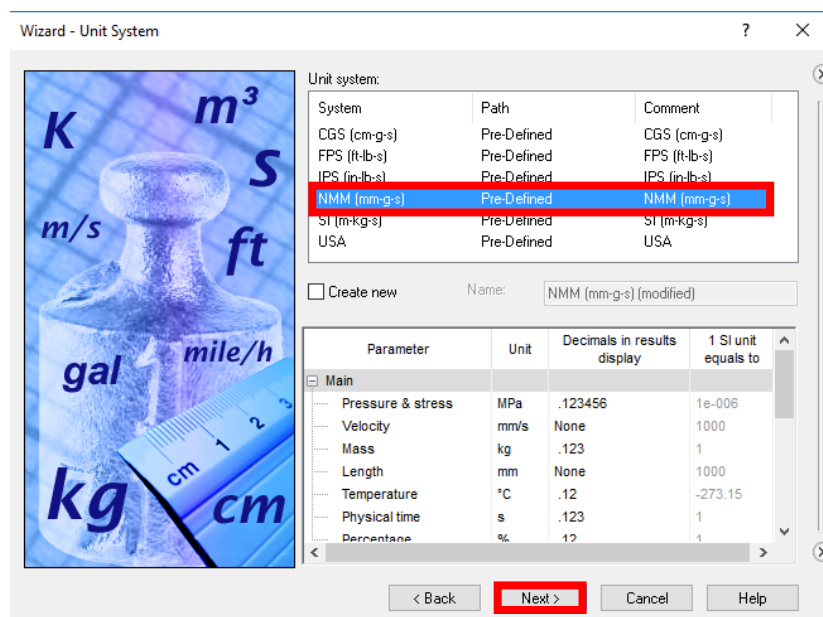 Wizard - Unit System
?
K
m³
s
m/s
ft
gal
mile/h
kg
cm
1 2 3
cm
Unit system:
System Path Comment
CGS (cm-g-s) Pre-Defined CGS (cm-g-s)
FPS (ft-lb-s) Pre-Defined FPS (ft-lb-s)
IPS (in-lb-s) Pre-Defined IPS (in-lb-s)
NMM (mm-g-s) Pre-Defined NMM (mm-g-s)
SI (m-kg-s) Pre-Defined SI (m-kg-s)
USA Pre-Defined USA
Create new Name: NMM (mm-g-s) (modified)
Parameter Unit Decimals in results display 1 SI unit equals to
Main
Pressure & stress MPa .123456 1e-006
Velocity mm/s None 1000
Mass kg .123 1
Length mm None 1000
Temperature °C .12 -273.15
Physical time s .123 1
Percentage % .12 1
< Back Next > Cancel Help